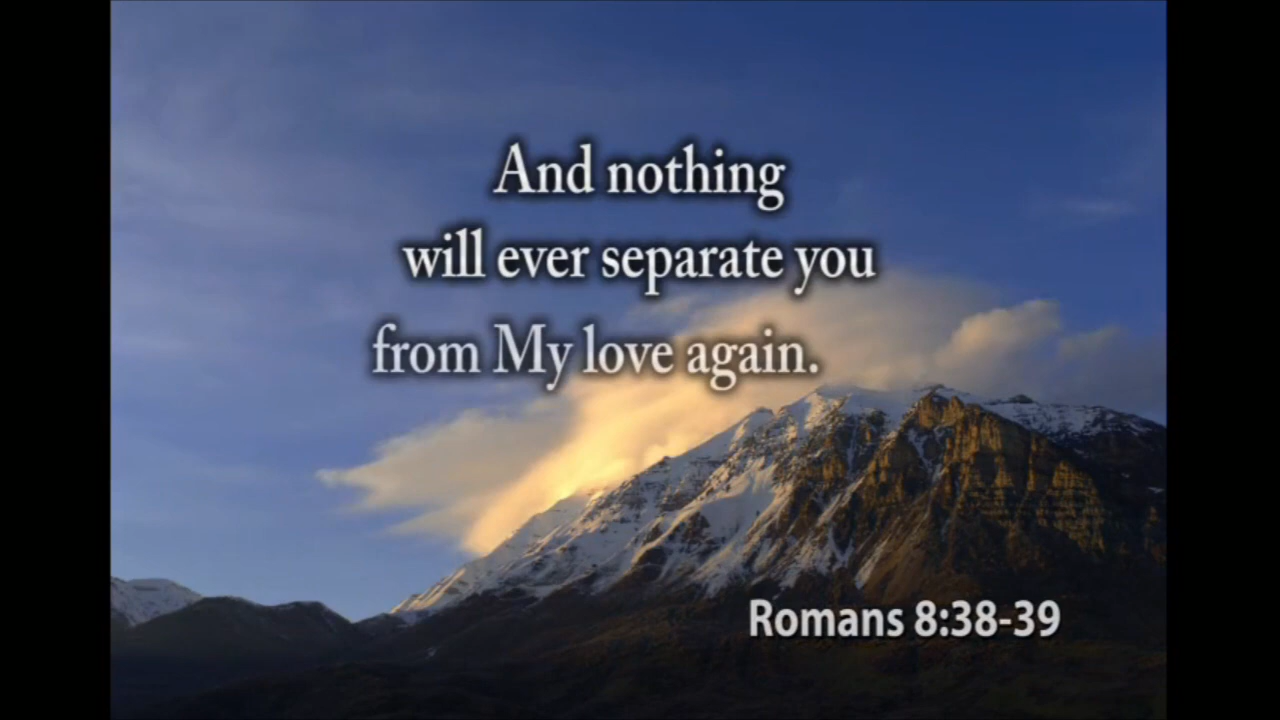 And nothing
will ever separate you
from My love again.
Romans 8:38-39